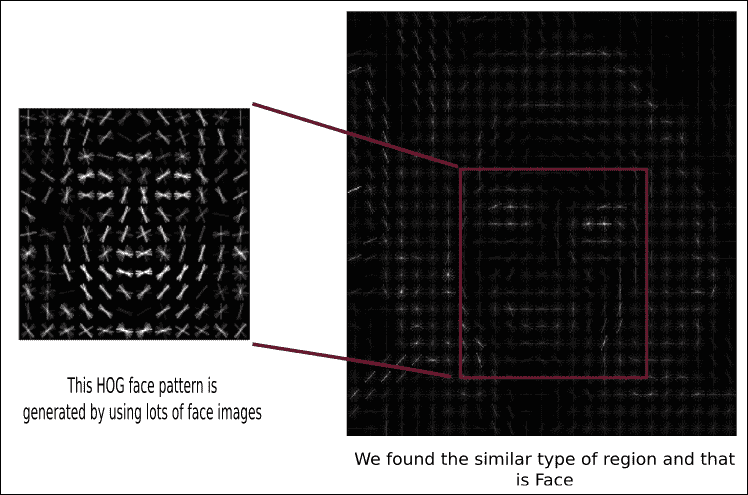 This HOG face pattern is
generated by using lots of face images
We found the similar type of region and that
is Face